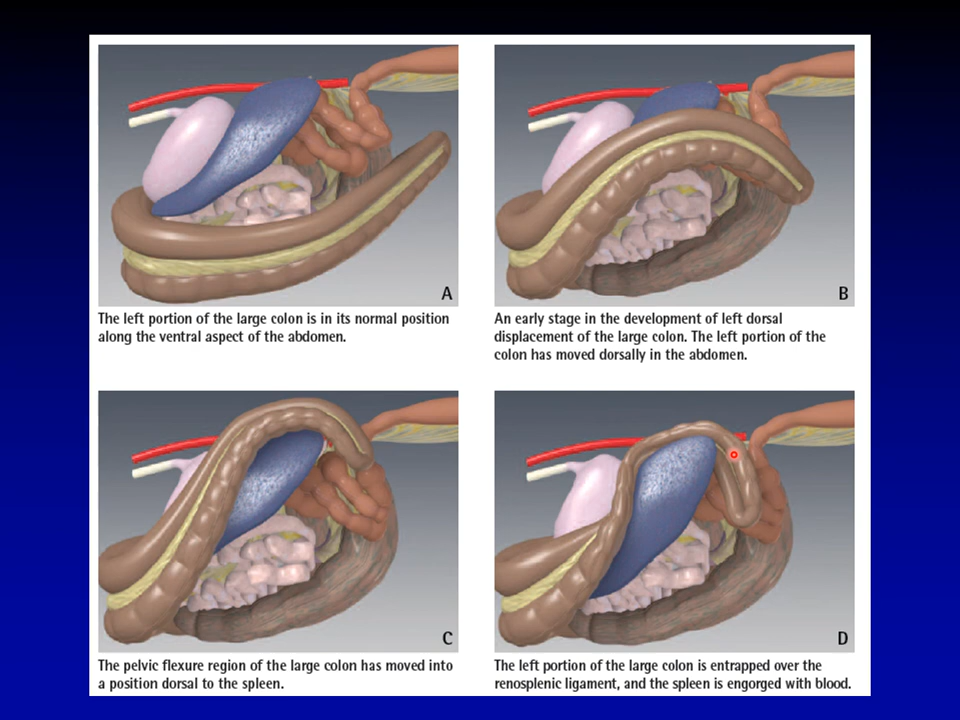 A
The left portion of the large colon is in its normal position
along the ventral aspect of the abdomen.
B
An early stage in the development of left dorsal
displacement of the large colon. The left portion of the
colon has moved dorsally in the abdomen.
C
The pelvic flexure region of the large colon has moved into
a position dorsal to the spleen.
D
The left portion of the large colon is entrapped over the
renosplenic ligament, and the spleen is engorged with blood.